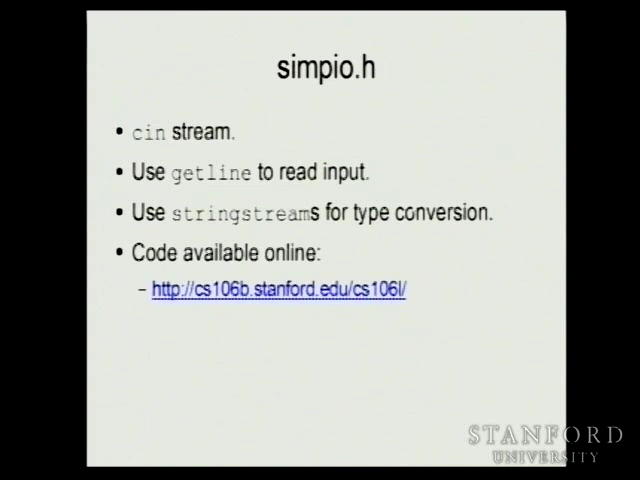 simpio.h
• cin stream.
• Use getline to read input.
• Use stringstreams for type conversion.
• Code available online:
– http://cs106b.stanford.edu/cs106l/
STANFORD
UNIVERSITY